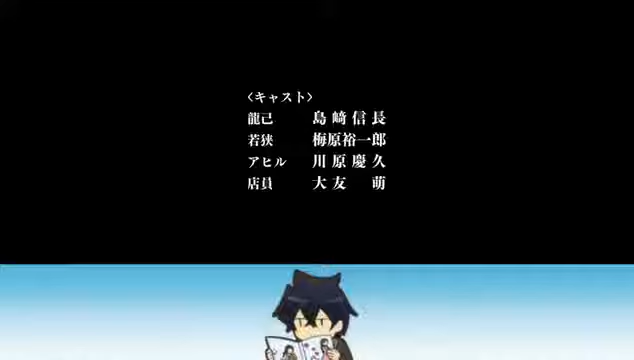 〈キャスト〉
龍己 島﨑信長
若狭 梅原裕一郎
アヒル 川原慶久
店員 大友 萌